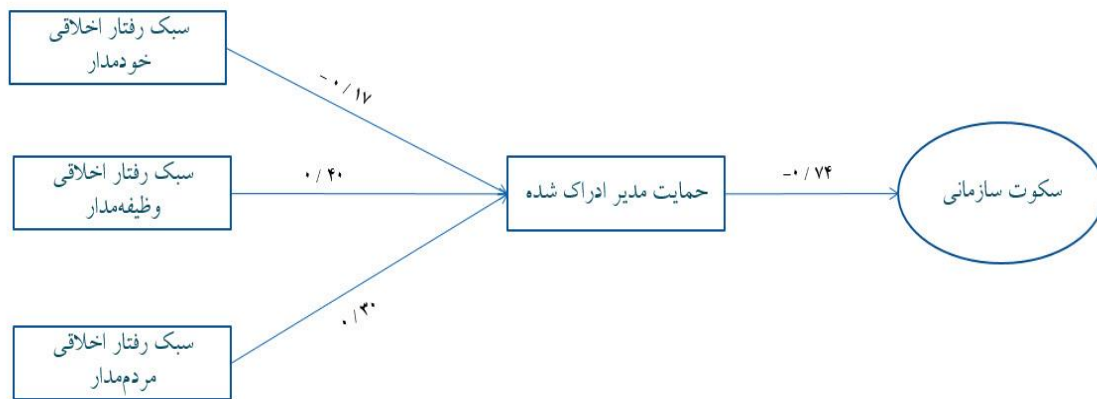 سبک رفتار اخلاقی
خودمدار
- ۰ / ۱۷
سبک رفتار اخلاقی
وظیفه‌مدار
۰ / ۴۰
سبک رفتار اخلاقی
مردم‌مدار
۰ / ۳۰
حمایت مدیر ادراک شده
-۰ / ۷۴
سکوت سازمانی